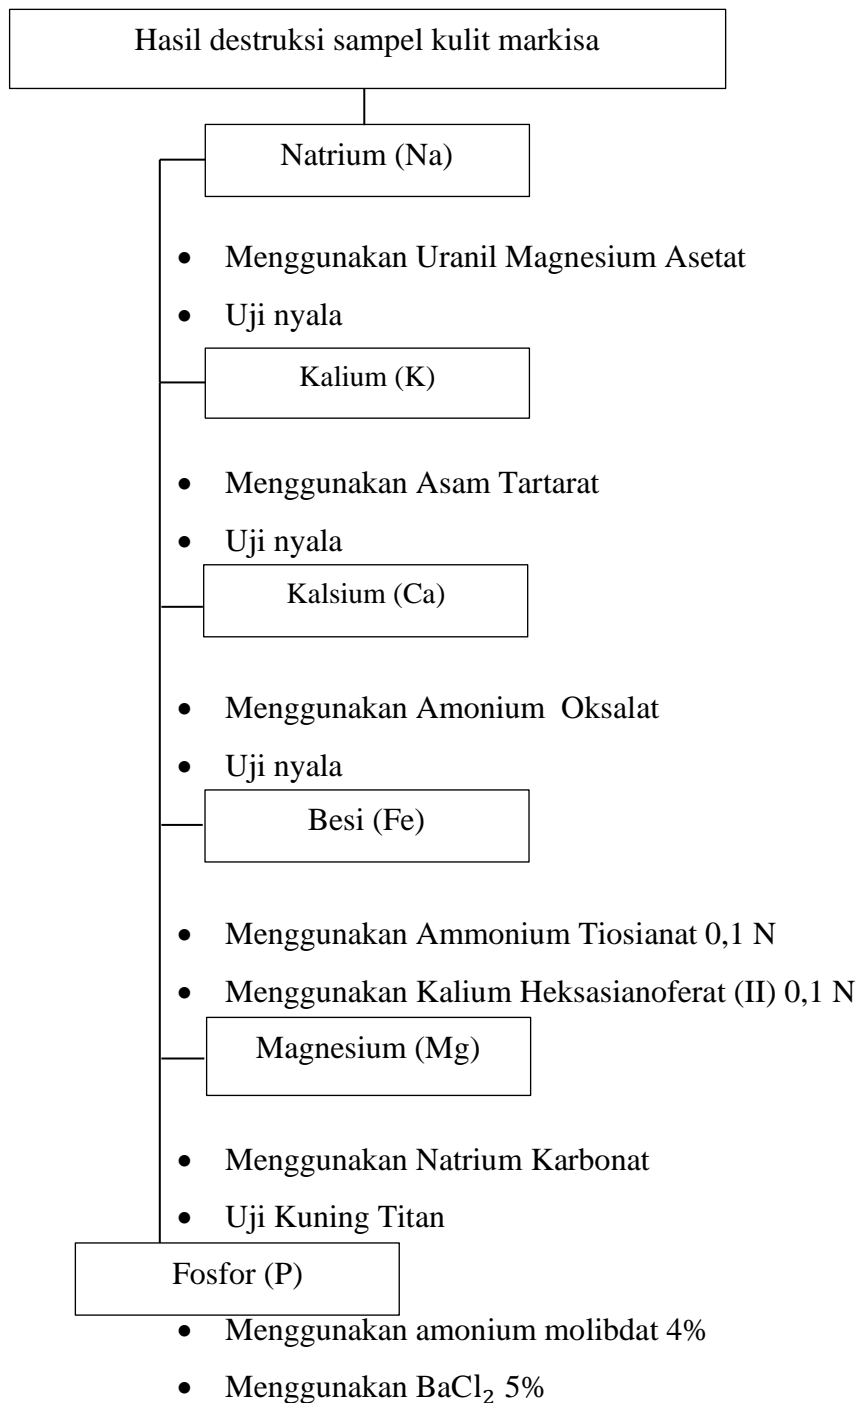 Hasil destruksi sampel kulit markisa
Natrium (Na)
• Menggunakan Uranil Magnesium Asetat
• Uji nyala
Kalium (K)
• Menggunakan Asam Tartarat
• Uji nyala
Kalsium (Ca)
• Menggunakan Amonium Oksalat
• Uji nyala
Besi (Fe)
• Menggunakan Ammonium Tiosianat 0,1 N
• Menggunakan Kalium Heksasianoferat (II) 0,1 N
Magnesium (Mg)
• Menggunakan Natrium Karbonat
• Uji Kuning Titan
Fosfor (P)
• Menggunakan amonium molibdat 4%
• Menggunakan BaCl₂ 5%